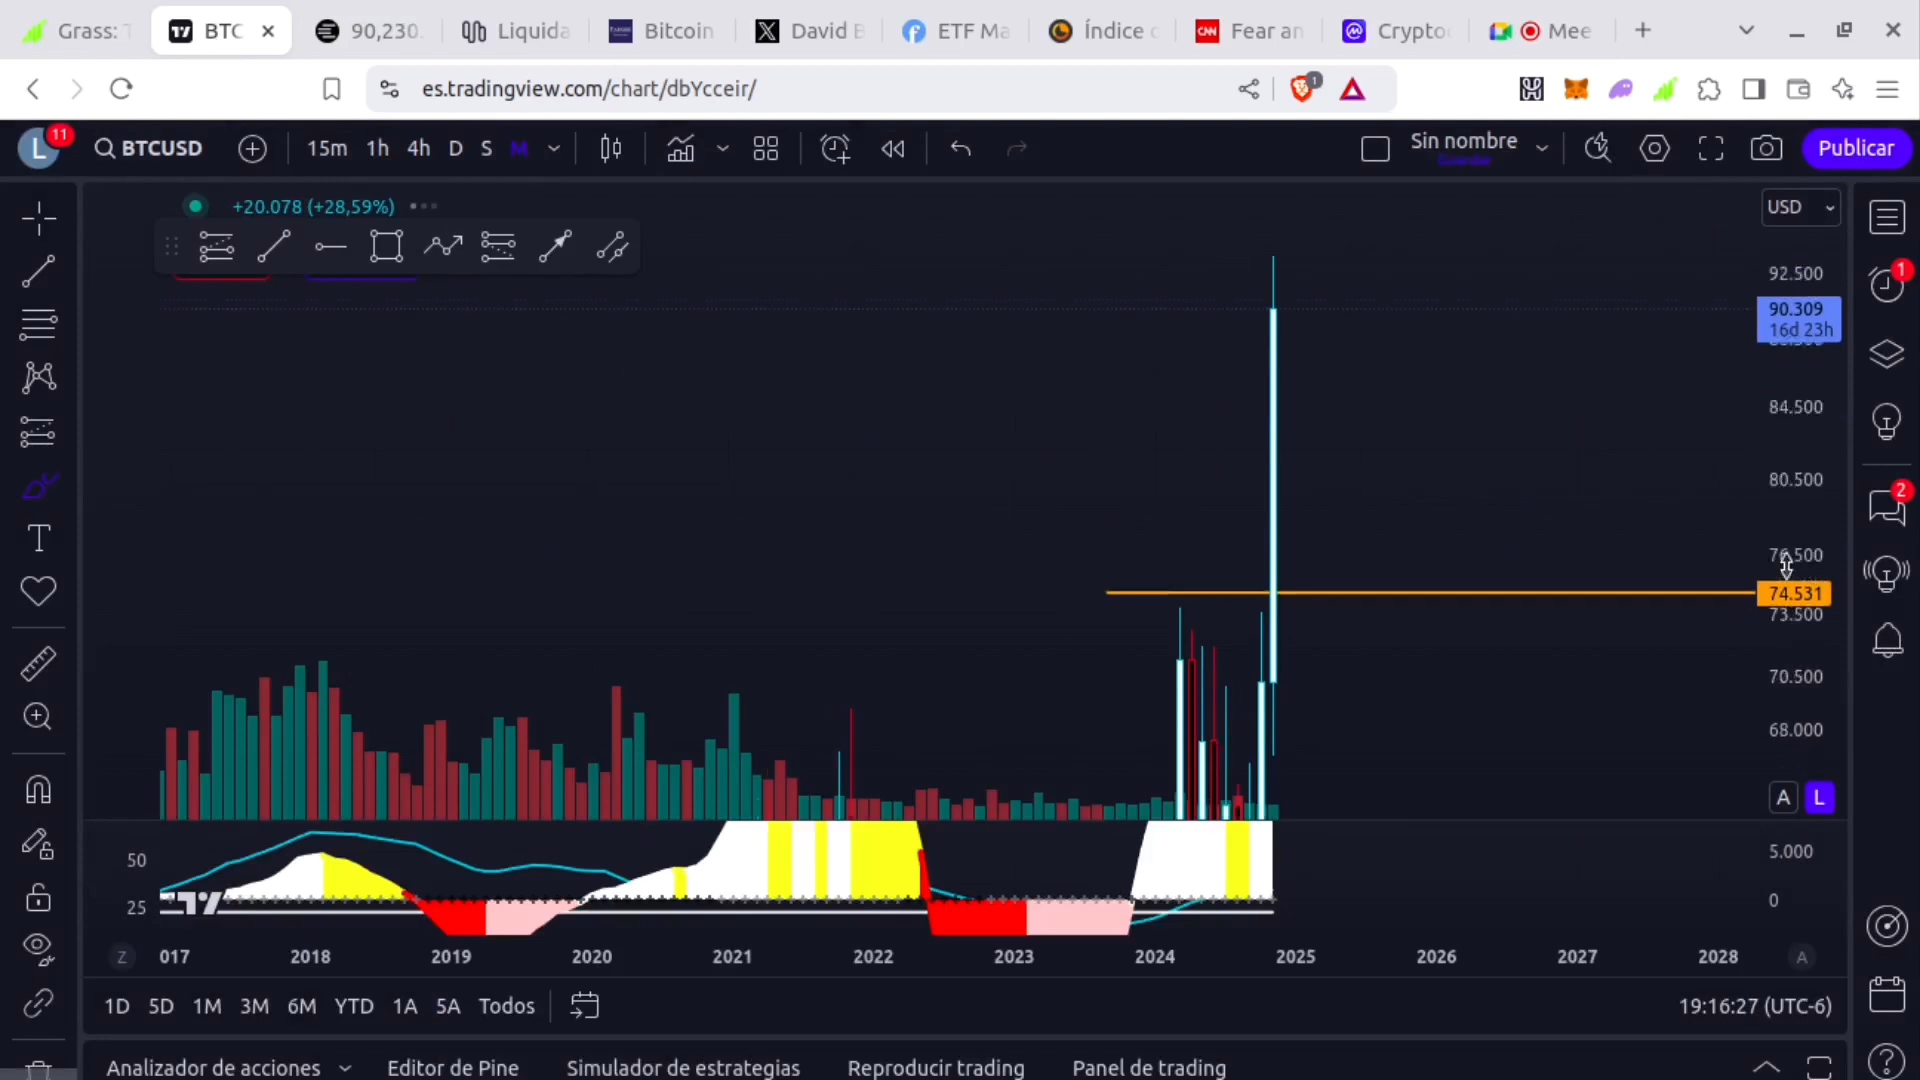 Grass: T
BTC
90,230
Liquida
Bitcoin
David B
ETF Ma
Índice c
Fear an
Crypto
Mee
es.tradingview.com/chart/dbYcceir/
1
L
11
BTCUSD
15m
1h
4h
D
S
M
Sin nombre
Publicar
+20.078 (+28,59%)
USD
92.500
90.309
16d 23h
84.500
80.500
76.500
74.531
73.500
70.500
68.000
A
L
50
25
5.000
0
Z
017
2018
2019
2020
2021
2022
2023
2024
2025
2026
2027
2028
A
1D
5D
1M
3M
6M
YTD
1A
5A
Todos
19:16:27 (UTC-6)
Analizador de acciones
Editor de Pine
Simulador de estrategias
Reproducir trading
Panel de trading
1
2
CNN